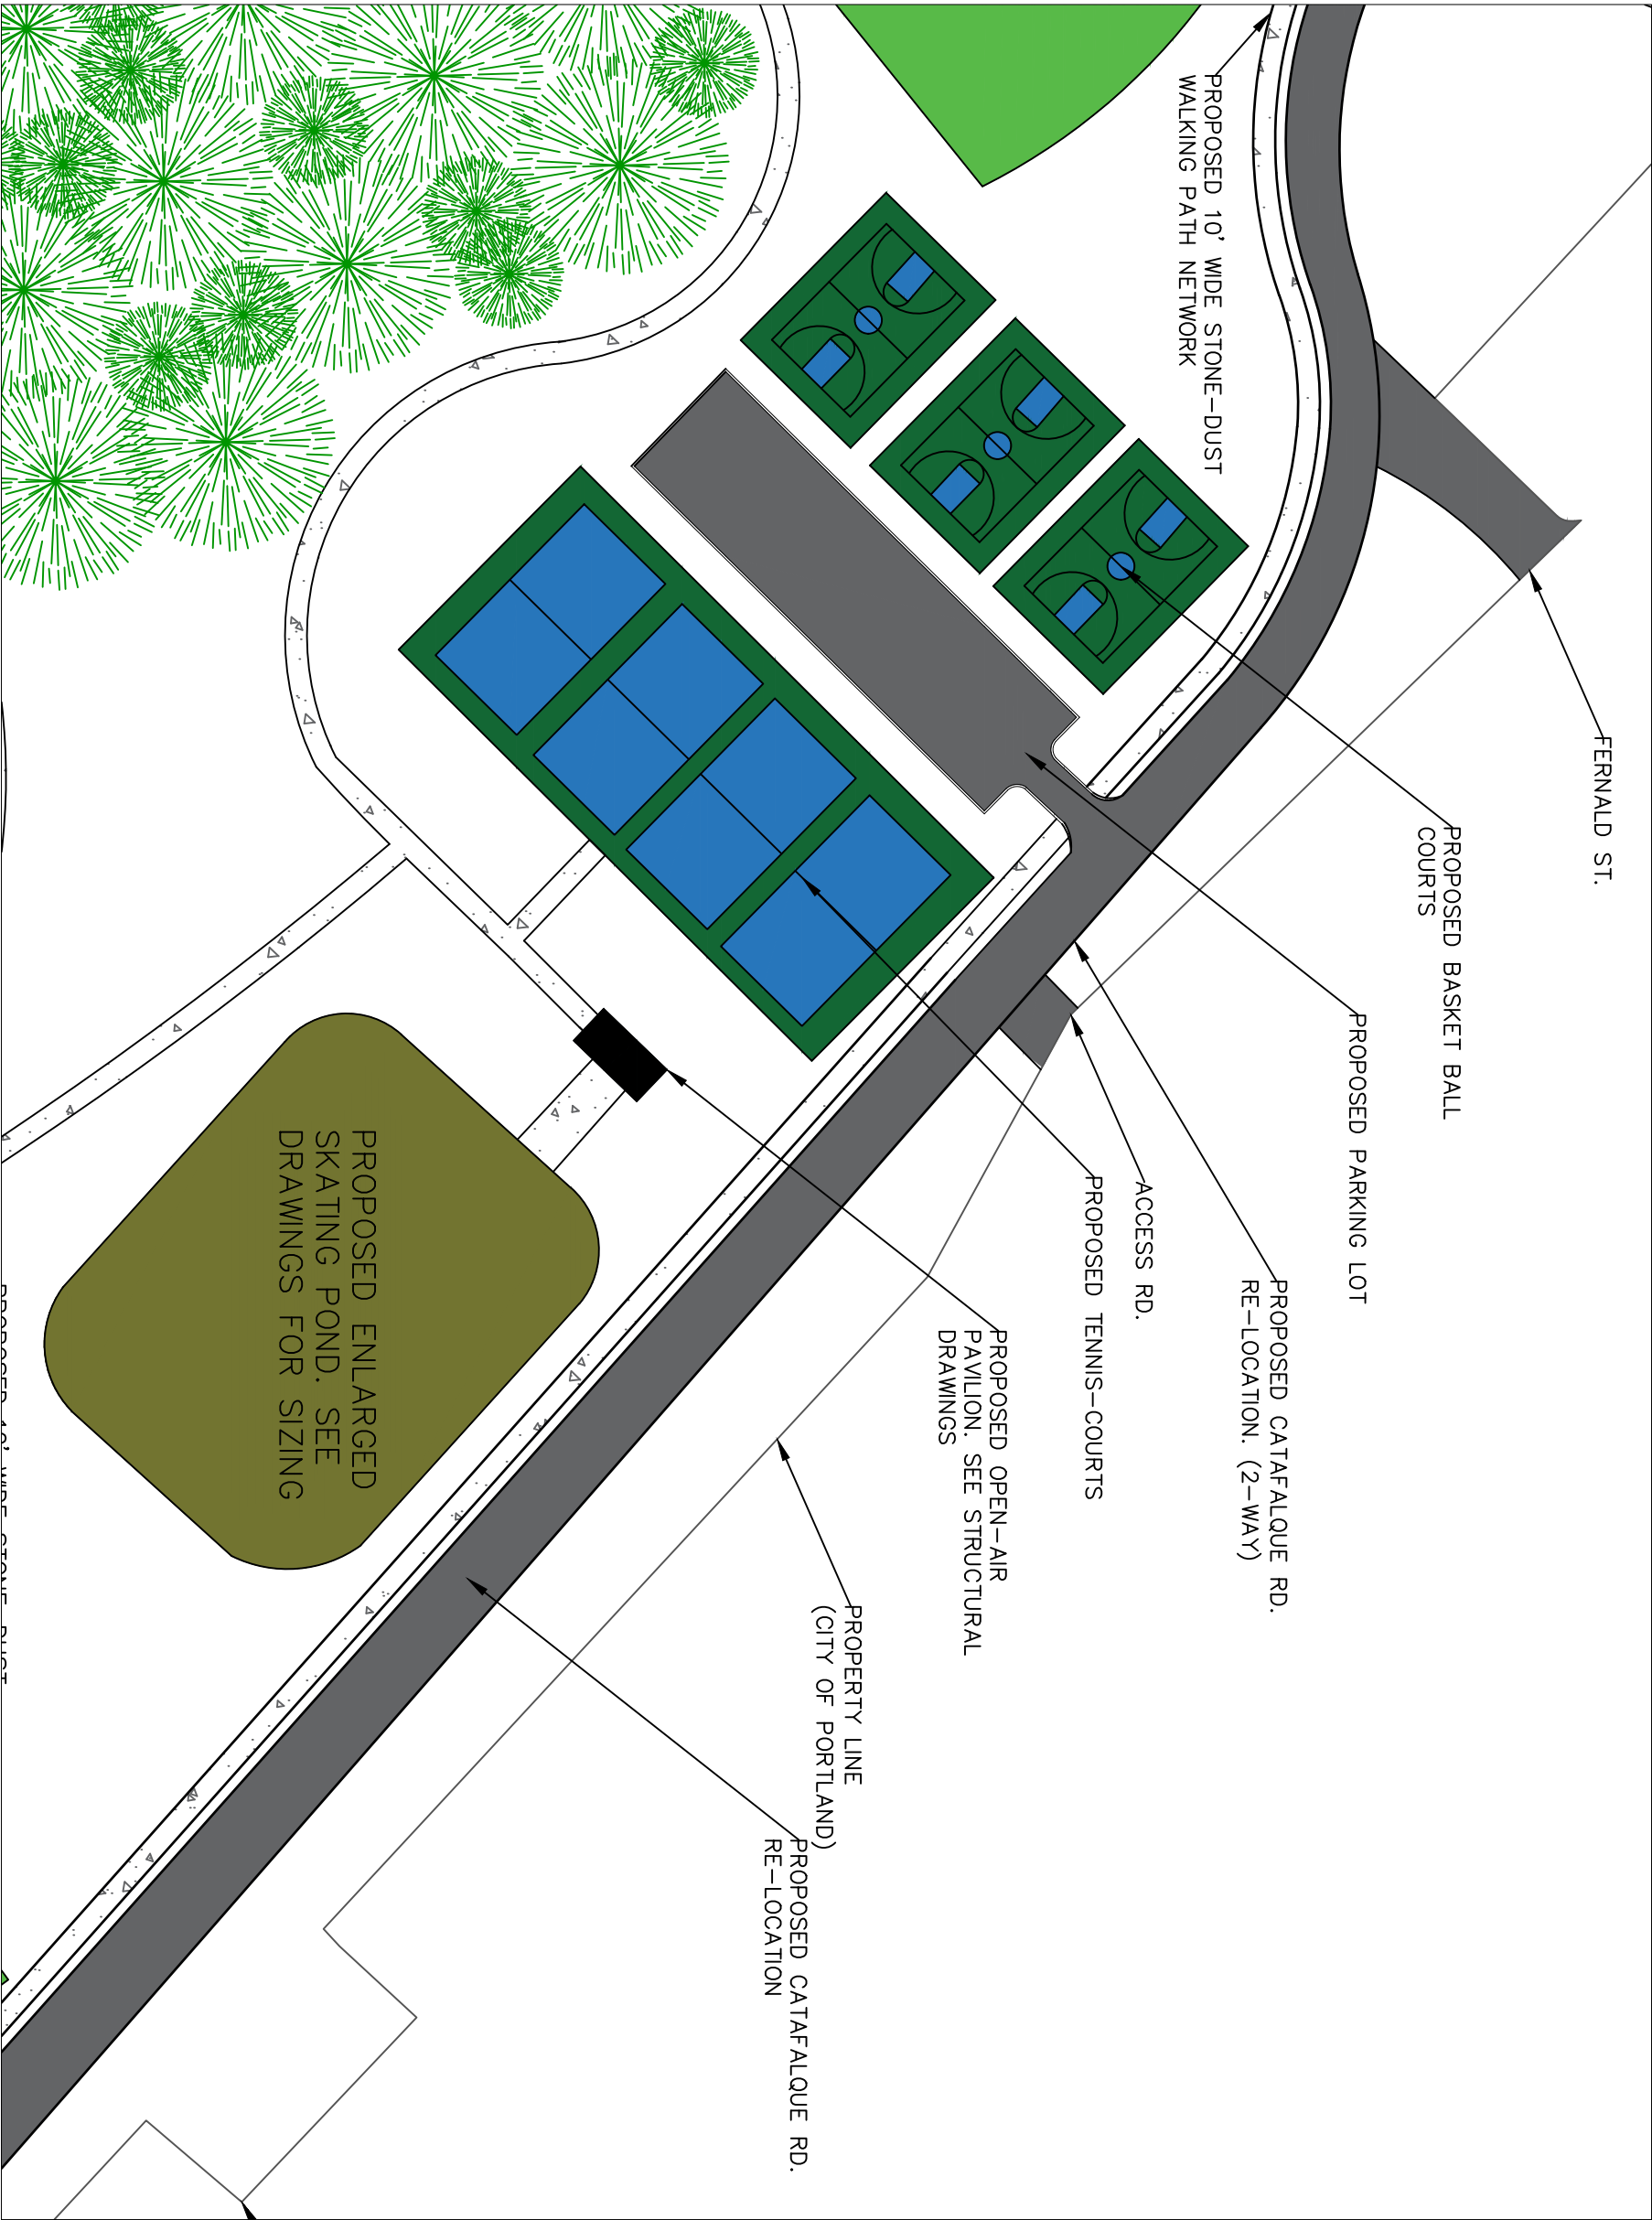 FERNALD ST.
PROPOSED BASKET BALL
COURTS
PROPOSED PARKING LOT
PROPOSED CATAFALQUE RD.
RE-LOCATION. (2-WAY)
PROPOSED 10' WIDE STONE-DUST
WALKING PATH NETWORK
ACCESS RD.
PROPOSED TENNIS-COURTS
PROPOSED OPEN-AIR
PAVILION. SEE STRUCTURAL
DRAWINGS
PROPERTY LINE
(CITY OF PORTLAND)
PROPOSED CATAFALQUE RD.
RE-LOCATION
PROPOSED ENLARGED
SKATING POND. SEE
DRAWINGS FOR SIZING